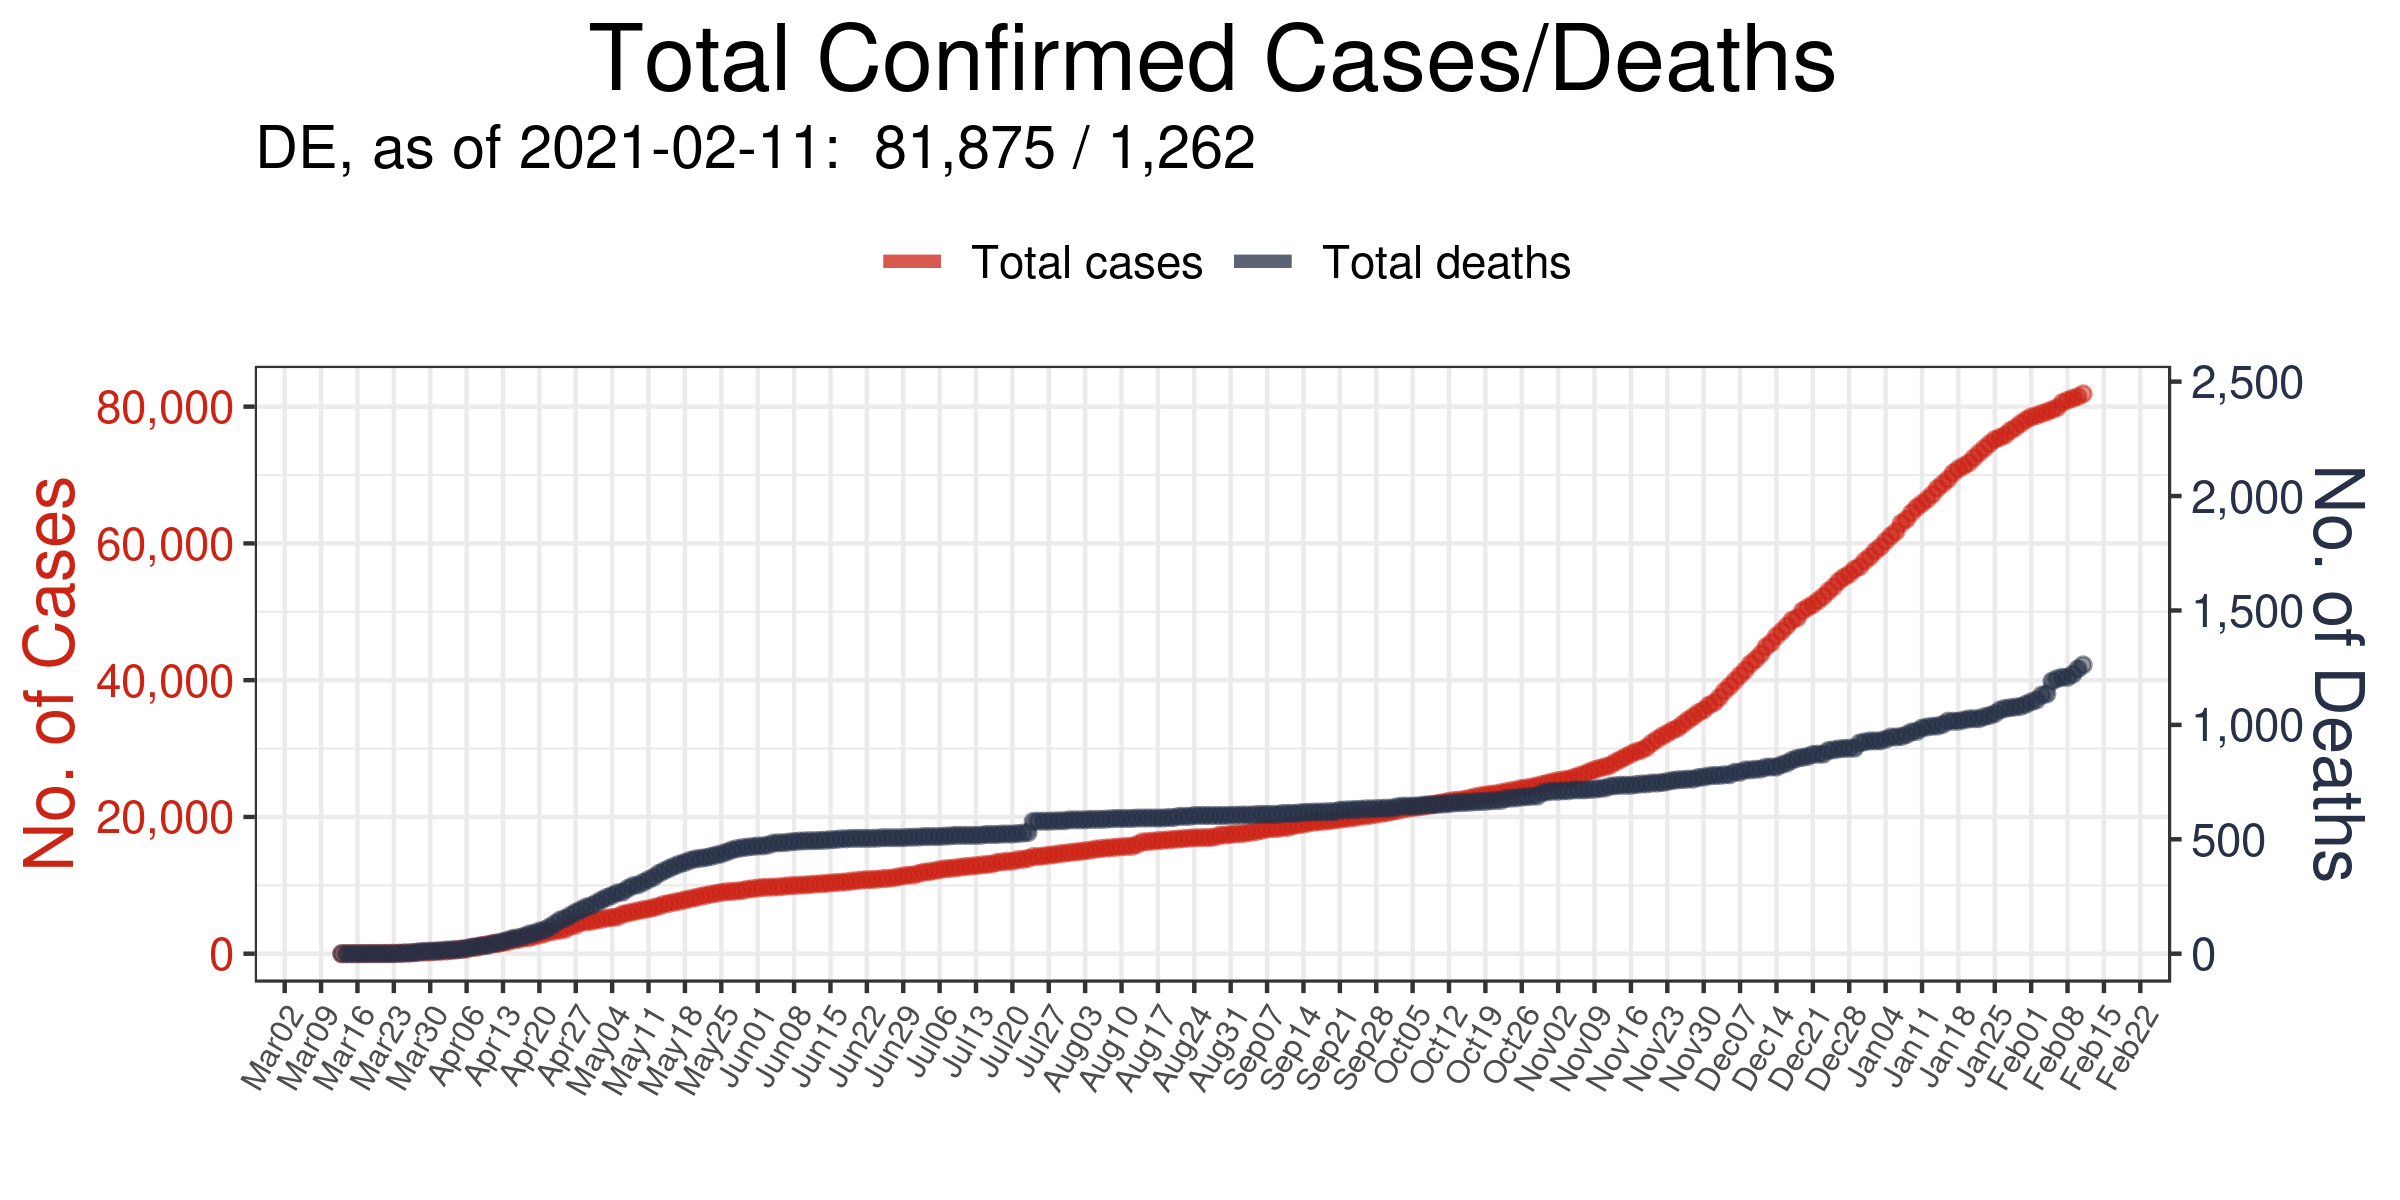 Total Confirmed Cases/Deaths
DE, as of 2021-02-11:  81,875 / 1,262
Total cases
Total deaths
No. of Cases
80,000
60,000
40,000
20,000
0
2,500
2,000
1,500
1,000
500
0
No. of Deaths
Mar02
Mar09
Mar16
Mar23
Mar30
Apr06
Apr13
Apr20
Apr27
May04
May11
May18
May25
Jun01
Jun08
Jun15
Jun22
Jun29
Jul06
Jul13
Jul20
Jul27
Aug03
Aug10
Aug17
Aug24
Aug31
Sep07
Sep14
Sep21
Sep28
Oct05
Oct12
Oct19
Oct26
Nov02
Nov09
Nov16
Nov23
Nov30
Dec07
Dec14
Dec21
Dec28
Jan04
Jan11
Jan18
Jan25
Feb01
Feb08
Feb15
Feb22